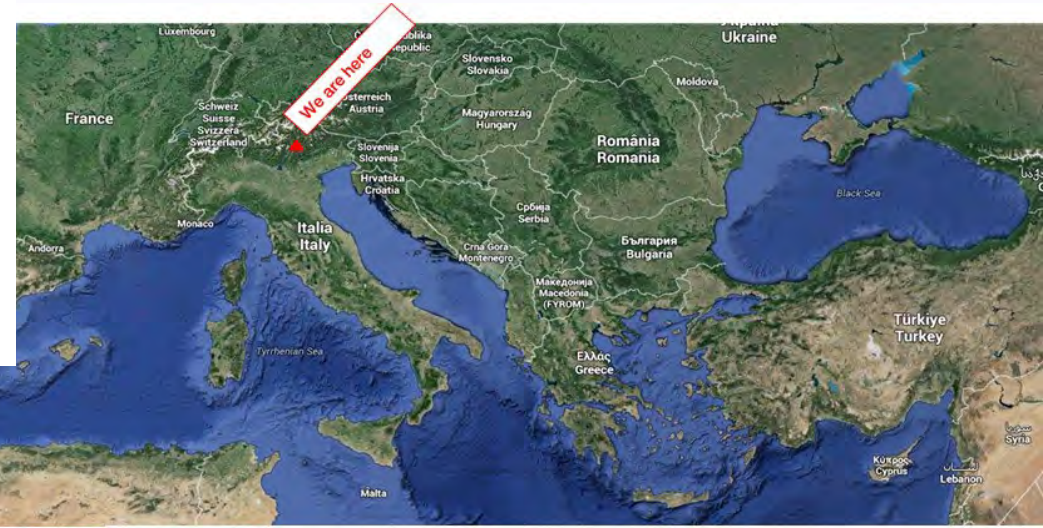 Luxembourg
We are here
Україна
Ukraine
Slovensko
Slovakia
Moldova
Österreich
Austria
Schweiz
Suisse
Svizzera
Switzerland
France
Magyarország
Hungary
România
Romania
Slovenija
Slovenia
Hrvatska
Croatia
Србија
Serbia
Black Sea
Monaco
Italia
Italy
Andorra
Crna Gora
Montenegro
България
Bulgaria
Македонија
Macedonia
(FYROM)
Türkiye
Turkey
Tyrrhenian Sea
Ελλάς
Greece
سوريا
Syria
Κύπρος
Cyprus
لبنان
Lebanon
Malta